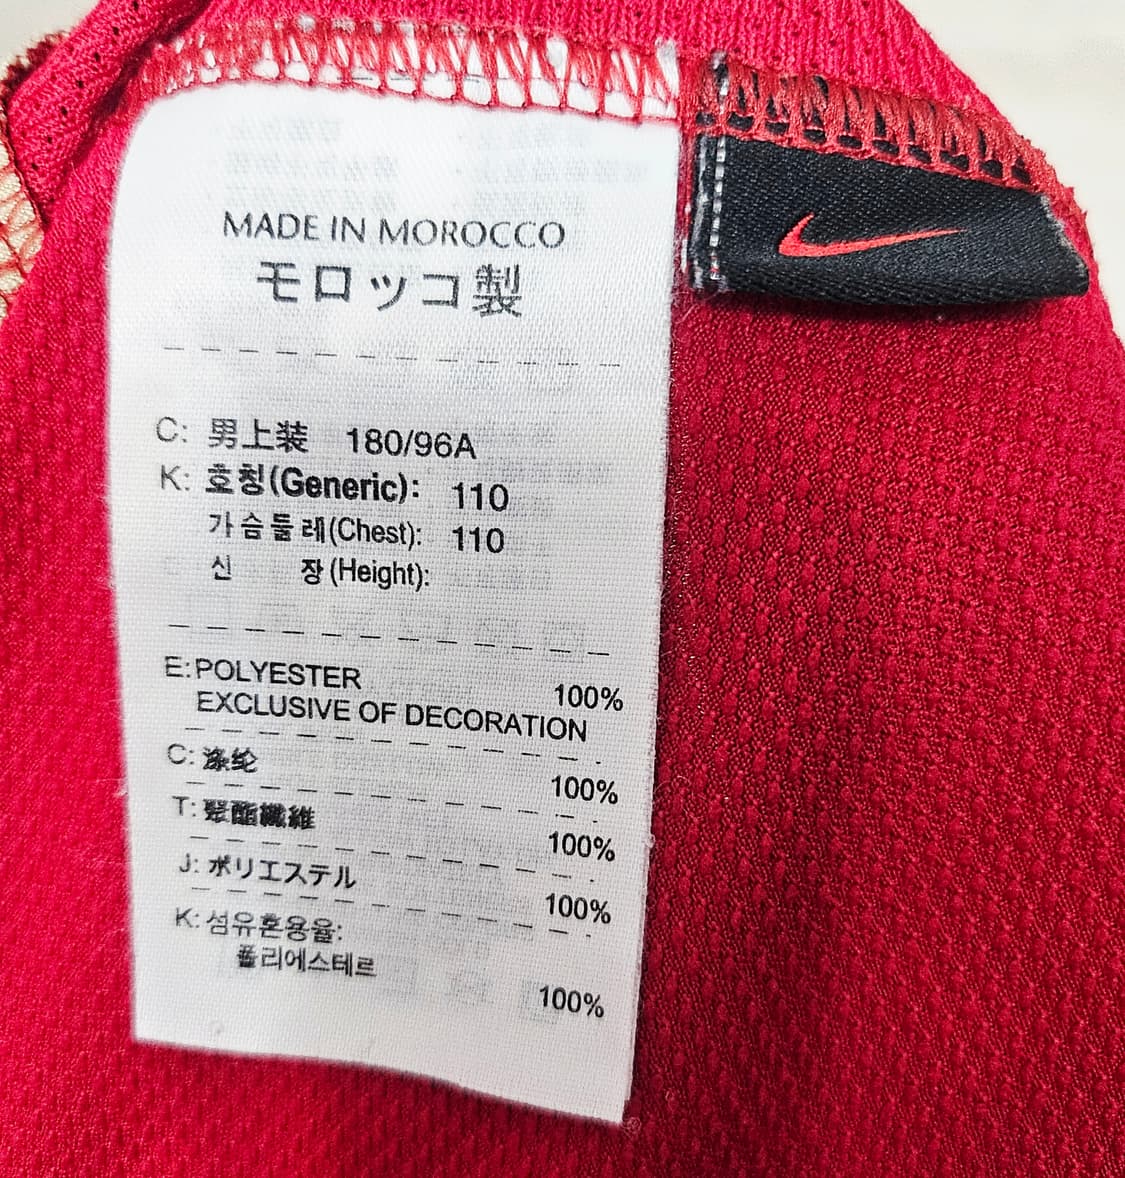 MADE IN MOROCCO
モロッコ製
C: 男上装 180/96A
K: 호칭(Generic): 110
가슴둘레(Chest): 110
신 장(Height):
E:POLYESTER 100%
EXCLUSIVE OF DECORATION
C: 涤纶 100%
T: 聚酯纖維 100%
J: ポリエステル 100%
K: 섬유혼용율:
폴리에스테르 100%